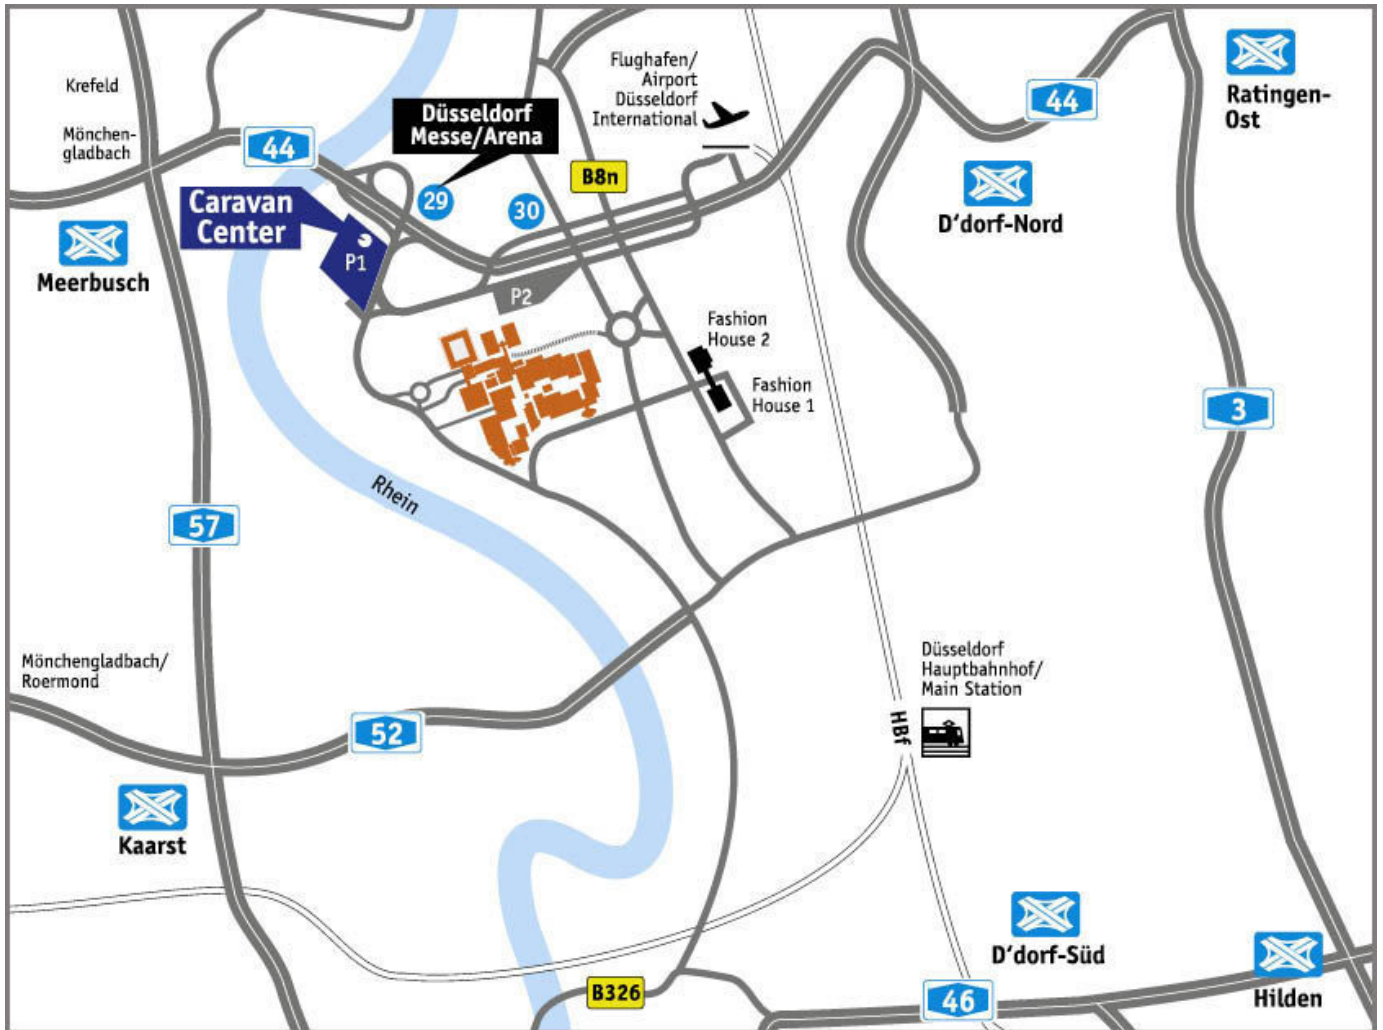 Krefeld
Mönchen-
gladbach
44
Düsseldorf
Messe/Arena
Flughafen/
Airport
Düsseldorf
International
44
Ratingen-
Ost
Caravan
Center
P1
29
30
B8n
D'dorf-Nord
Meerbusch
P2
Fashion
House 2
Fashion
House 1
3
Rhein
57
Mönchengladbach/
Roermond
52
Düsseldorf
Hauptbahnhof/
Main Station
HBf
Kaarst
D'dorf-Süd
B326
46
Hilden